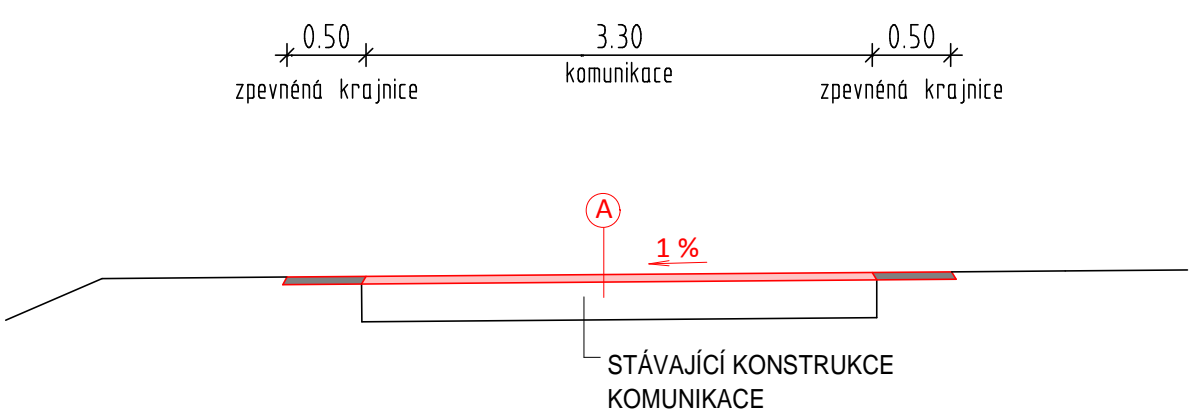 0.50 3.30 0.50
zpevněná krajnice komunikace zpevněná krajnice
A
1 %
STÁVAJÍCÍ KONSTRUKCE
KOMUNIKACE